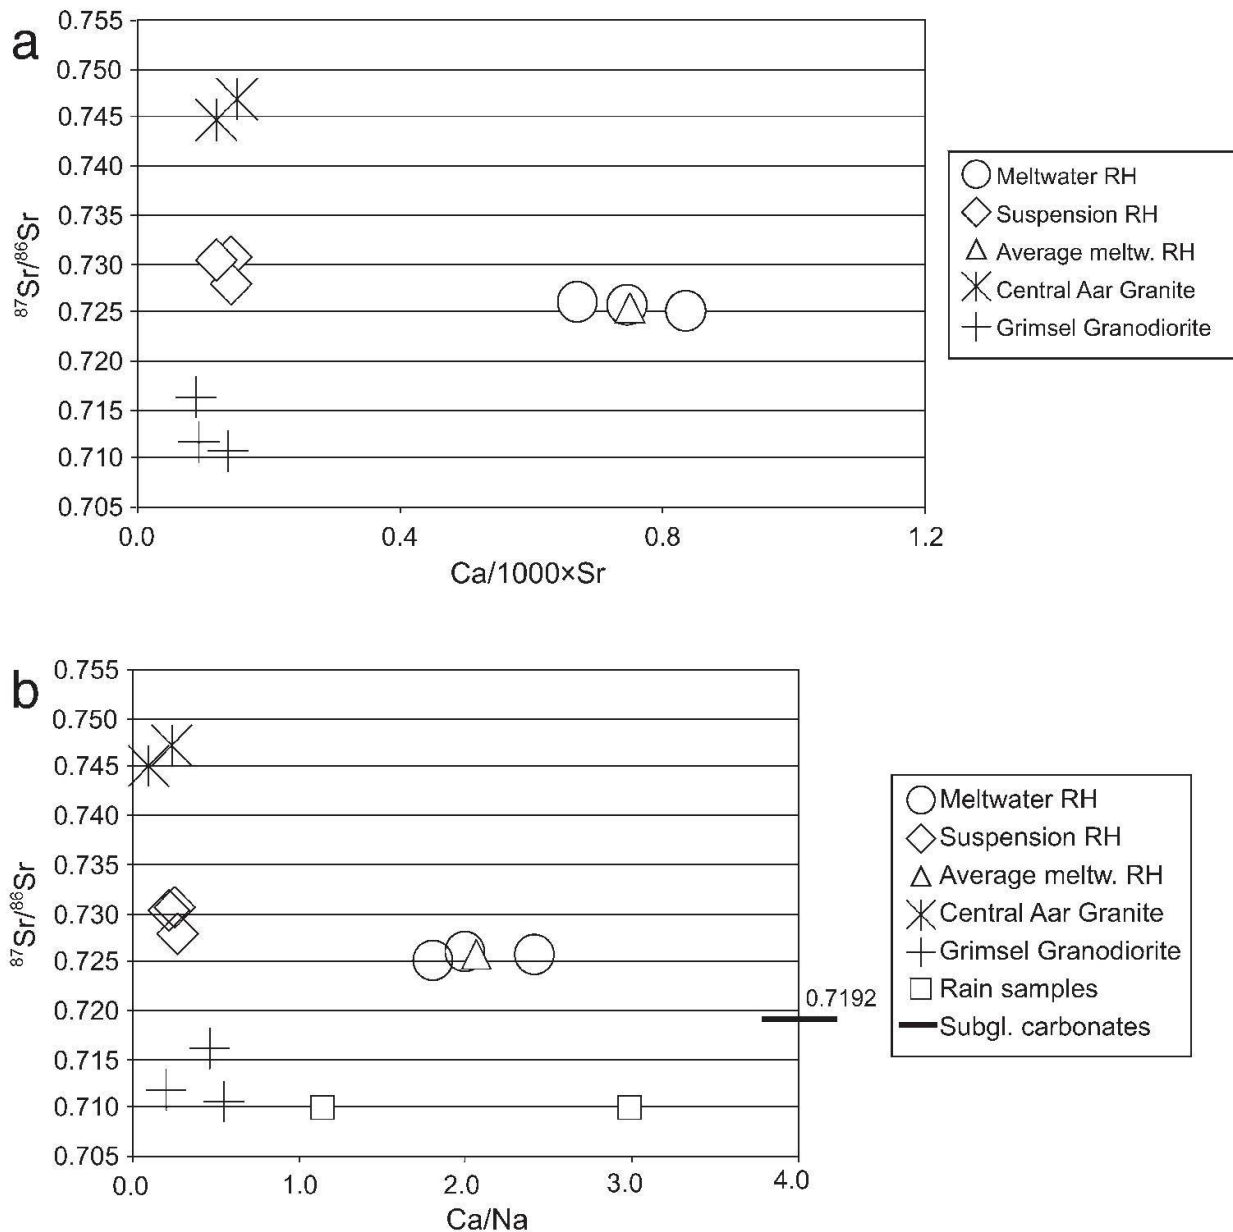 a
0.755
0.750
0.745
0.740
0.735
0.730
0.725
0.720
0.715
0.710
0.705
⁸⁷Sr/⁸⁶Sr
0.0
0.4
0.8
1.2
Ca/1000×Sr
Meltwater RH
Suspension RH
Average meltw. RH
Central Aar Granite
Grimsel Granodiorite
b
0.755
0.750
0.745
0.740
0.735
0.730
0.725
0.720
0.715
0.710
0.705
⁸⁷Sr/⁸⁶Sr
0.7192
0.0
1.0
2.0
3.0
4.0
Ca/Na
Meltwater RH
Suspension RH
Average meltw. RH
Central Aar Granite
Grimsel Granodiorite
Rain samples
Subgl. carbonates